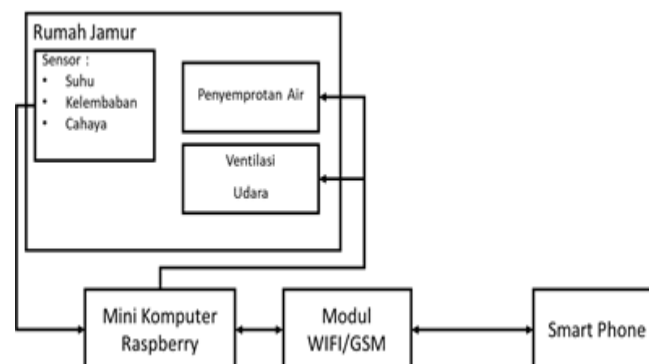 Rumah Jamur
Sensor :
• Suhu
• Kelembaban
• Cahaya
Penyemprotan Air
Ventilasi
Udara
Mini Komputer
Raspberry
Modul
WIFI/GSM
Smart Phone